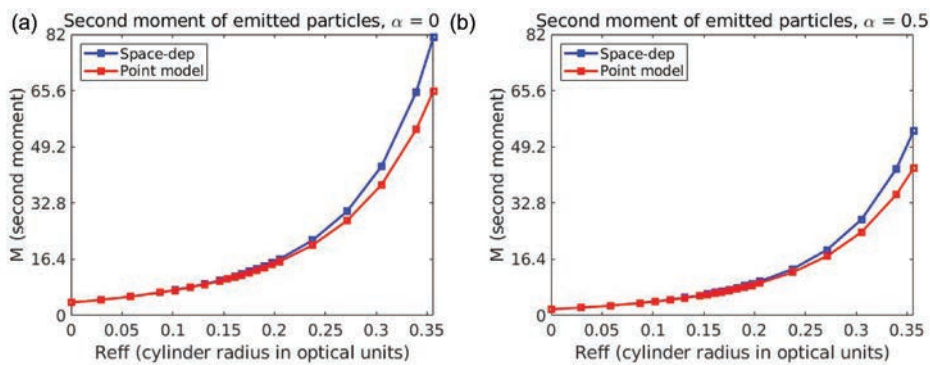 (a) Second moment of emitted particles, α = 0
82
65.6
49.2
32.8
16.4
0
M (second moment)
Space-dep
Point model
0 0.05 0.1 0.15 0.2 0.25 0.3 0.35
Reff (cylinder radius in optical units)
(b) Second moment of emitted particles, α = 0.5
82
65.6
49.2
32.8
16.4
0
M (second moment)
Space-dep
Point model
0 0.05 0.1 0.15 0.2 0.25 0.3 0.35
Reff (cylinder radius in optical units)